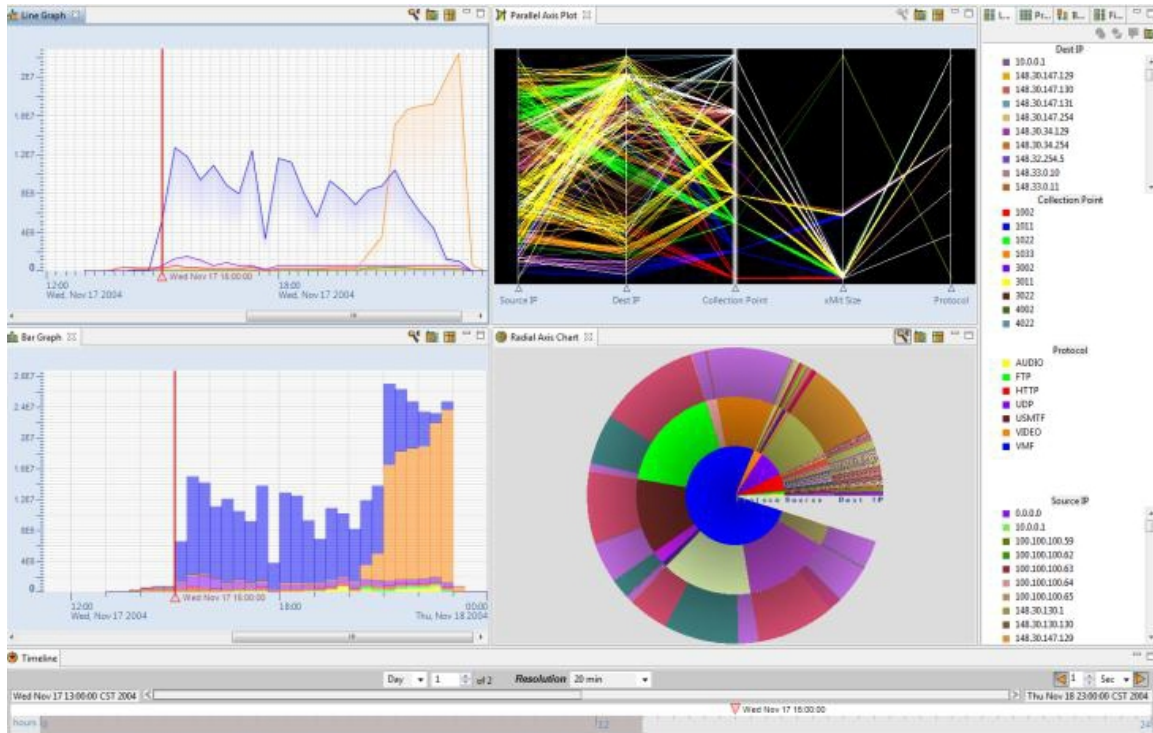 Line Graph
2E7
1.6E7
1.2E7
8E6
4E6
0
Wed Nov 17 16:00:00
12:00
18:00
Wed, Nov 17 2004
Wed, Nov 17 2004
Parallel Axis Plot
Source IP
Dest IP
Collection Point
xMit Size
Protocol
Bar Graph
2.8E7
2.4E7
2E7
1.6E7
1.2E7
8E6
4E6
0
Wed Nov 17 16:00:00
12:00
18:00
00:00
Wed, Nov 17 2004
Thu, Nov 18 2004
Radial Axis Chart
Source
Dest IP
L...
Pr...
Fi...
Dest IP
10.0.0.1
148.30.147.129
148.30.147.130
148.30.147.131
148.30.147.254
148.30.34.129
148.30.34.254
148.32.254.5
148.33.0.10
148.33.0.11
Collection Point
1002
1011
1022
1033
3002
3011
3022
4002
4022
Protocol
AUDIO
FTP
HTTP
UDP
USMTF
VIDEO
VMF
Source IP
0.0.0.0
10.0.0.1
100.100.100.59
100.100.100.62
100.100.100.63
100.100.100.64
100.100.100.65
148.30.130.1
148.30.130.130
148.30.147.129
Timeline
Day 1 of 2 Resolution 20 min
1 Sec
Wed Nov 17 13:00:00 CST 2004
Thu Nov 18 23:00:00 CST 2004
Wed Nov 17 16:00:00
hours 0
12
24